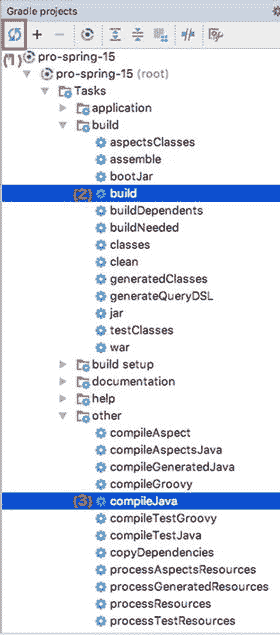 Gradle projects
(1) pro-spring-15
pro-spring-15 (root)
Tasks
application
build
aspectsClasses
assemble
bootJar
(2) build
buildDependents
buildNeeded
classes
clean
generatedClasses
generateQueryDSL
jar
testClasses
war
build setup
documentation
help
other
compileAspect
compileAspectsJava
compileGeneratedJava
compileGroovy
(3) compileJava
compileTestGroovy
compileTestJava
copyDependencies
processAspectsResources
processGeneratedResources
processResources
processTestResources